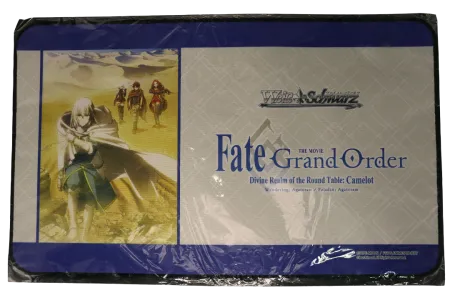 Weiß Schwarz
THE MOVIE
Fate Grand Order
Divine Realm of the Round Table: Camelot